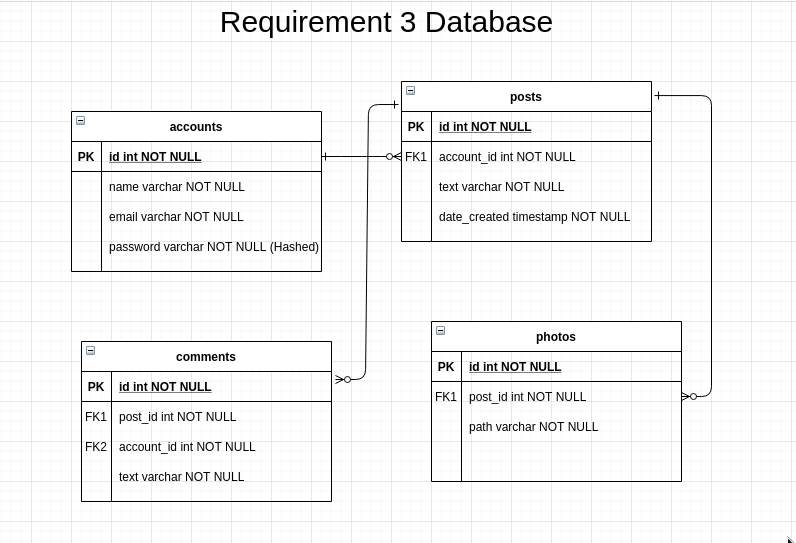 Requirement 3 Database
accounts
PK id int NOT NULL
name varchar NOT NULL
email varchar NOT NULL
password varchar NOT NULL (Hashed)
posts
PK id int NOT NULL
FK1 account_id int NOT NULL
text varchar NOT NULL
date_created timestamp NOT NULL
comments
PK id int NOT NULL
FK1 post_id int NOT NULL
FK2 account_id int NOT NULL
text varchar NOT NULL
photos
PK id int NOT NULL
FK1 post_id int NOT NULL
path varchar NOT NULL